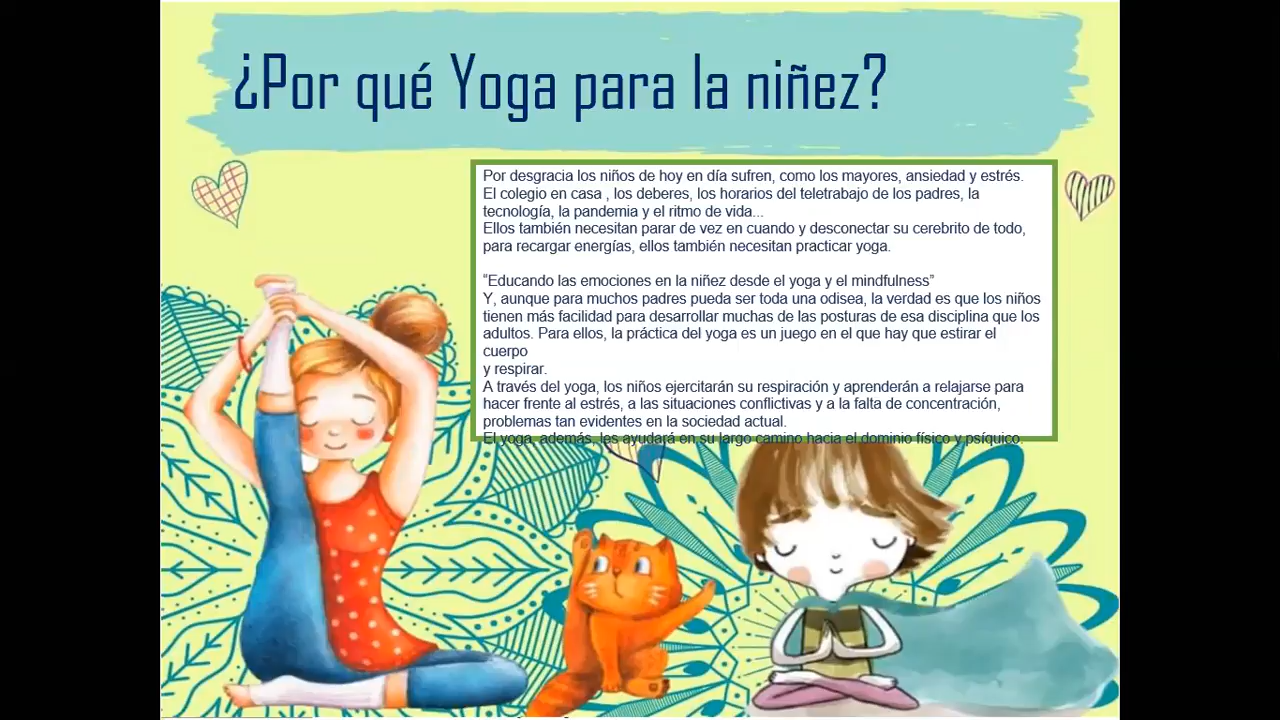 ¿Por qué Yoga para la niñez?
Por desgracia los niños de hoy en día sufren, como los mayores, ansiedad y estrés.
El colegio en casa , los deberes, los horarios del teletrabajo de los padres, la
tecnología, la pandemia y el ritmo de vida...
Ellos también necesitan parar de vez en cuando y desconectar su cerebrito de todo,
para recargar energías, ellos también necesitan practicar yoga.
“Educando las emociones en la niñez desde el yoga y el mindfulness”
Y, aunque para muchos padres pueda ser toda una odisea, la verdad es que los niños
tienen más facilidad para desarrollar muchas de las posturas de esa disciplina que los
adultos. Para ellos, la práctica del yoga es un juego en el que hay que estirar el
cuerpo
y respirar.
A través del yoga, los niños ejercitarán su respiración y aprenderán a relajarse para
hacer frente al estrés, a las situaciones conflictivas y a la falta de concentración,
problemas tan evidentes en la sociedad actual.
El yoga, además, les ayudará en su largo camino hacia el dominio físico y psíquico.